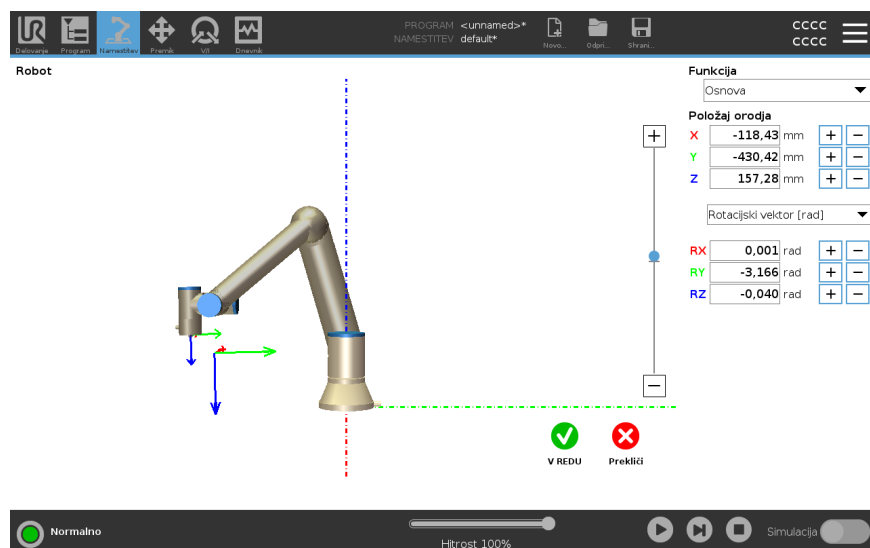 PROGRAM <unnamed>*
NAMESTITEV default*
CCCC
CCCC
Delovanje Program Namestitev Premik V/I Dnevnik Novo... Odpri... Shrani...
Robot
Funkcija
Osnova
Položaj orodja
X -118,43 mm + −
Y -430,42 mm + −
Z 157,28 mm + −
Rotacijski vektor [rad]
RX 0,001 rad + −
RY -3,166 rad + −
RZ -0,040 rad + −
V REDU Prekliči
Normalno
Hitrost 100%
Simulacija